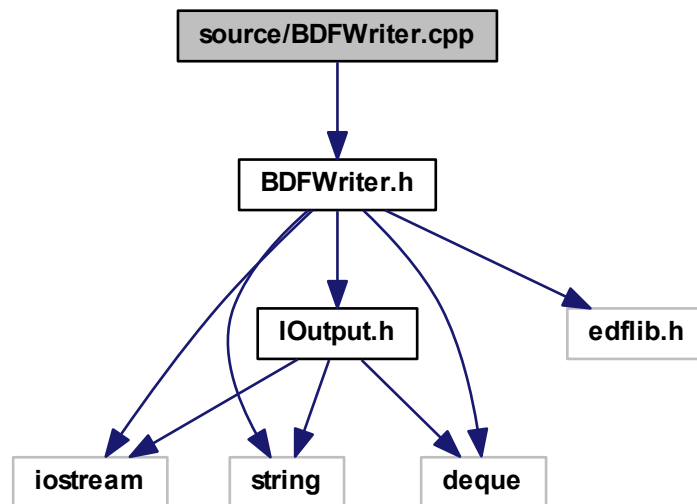 source/BDFWriter.cpp
BDFWriter.h
IOutput.h
edflib.h
iostream
string
deque